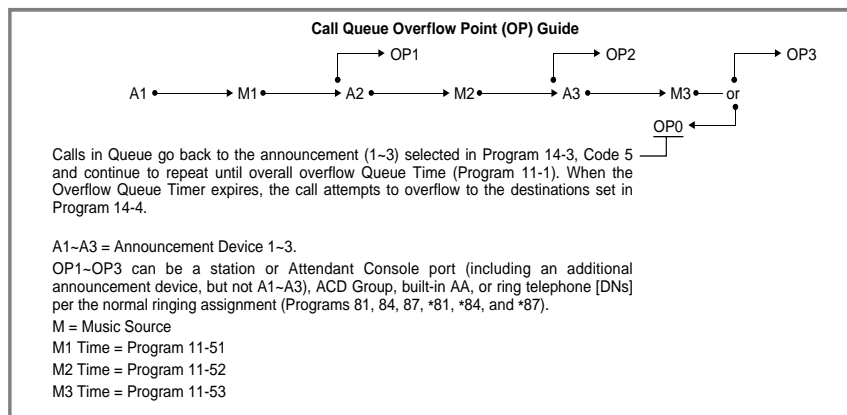 Call Queue Overflow Point (OP) Guide
OP1 OP2 OP3
A1 M1 A2 M2 A3 M3 or
OP0
Calls in Queue go back to the announcement (1~3) selected in Program 14-3, Code 5
and continue to repeat until overall overflow Queue Time (Program 11-1). When the
Overflow Queue Timer expires, the call attempts to overflow to the destinations set in
Program 14-4.
A1~A3 = Announcement Device 1~3.
OP1~OP3 can be a station or Attendant Console port (including an additional
announcement device, but not A1~A3), ACD Group, built-in AA, or ring telephone [DNs]
per the normal ringing assignment (Programs 81, 84, 87, *81, *84, and *87).
M = Music Source
M1 Time = Program 11-51
M2 Time = Program 11-52
M3 Time = Program 11-53